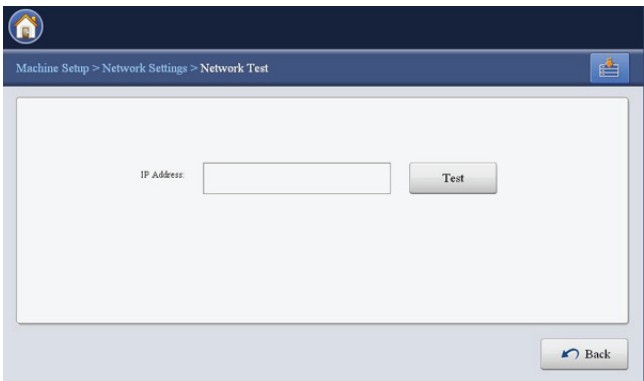 Machine Setup > Network Settings > Network Test
IP Address:
Test
Back